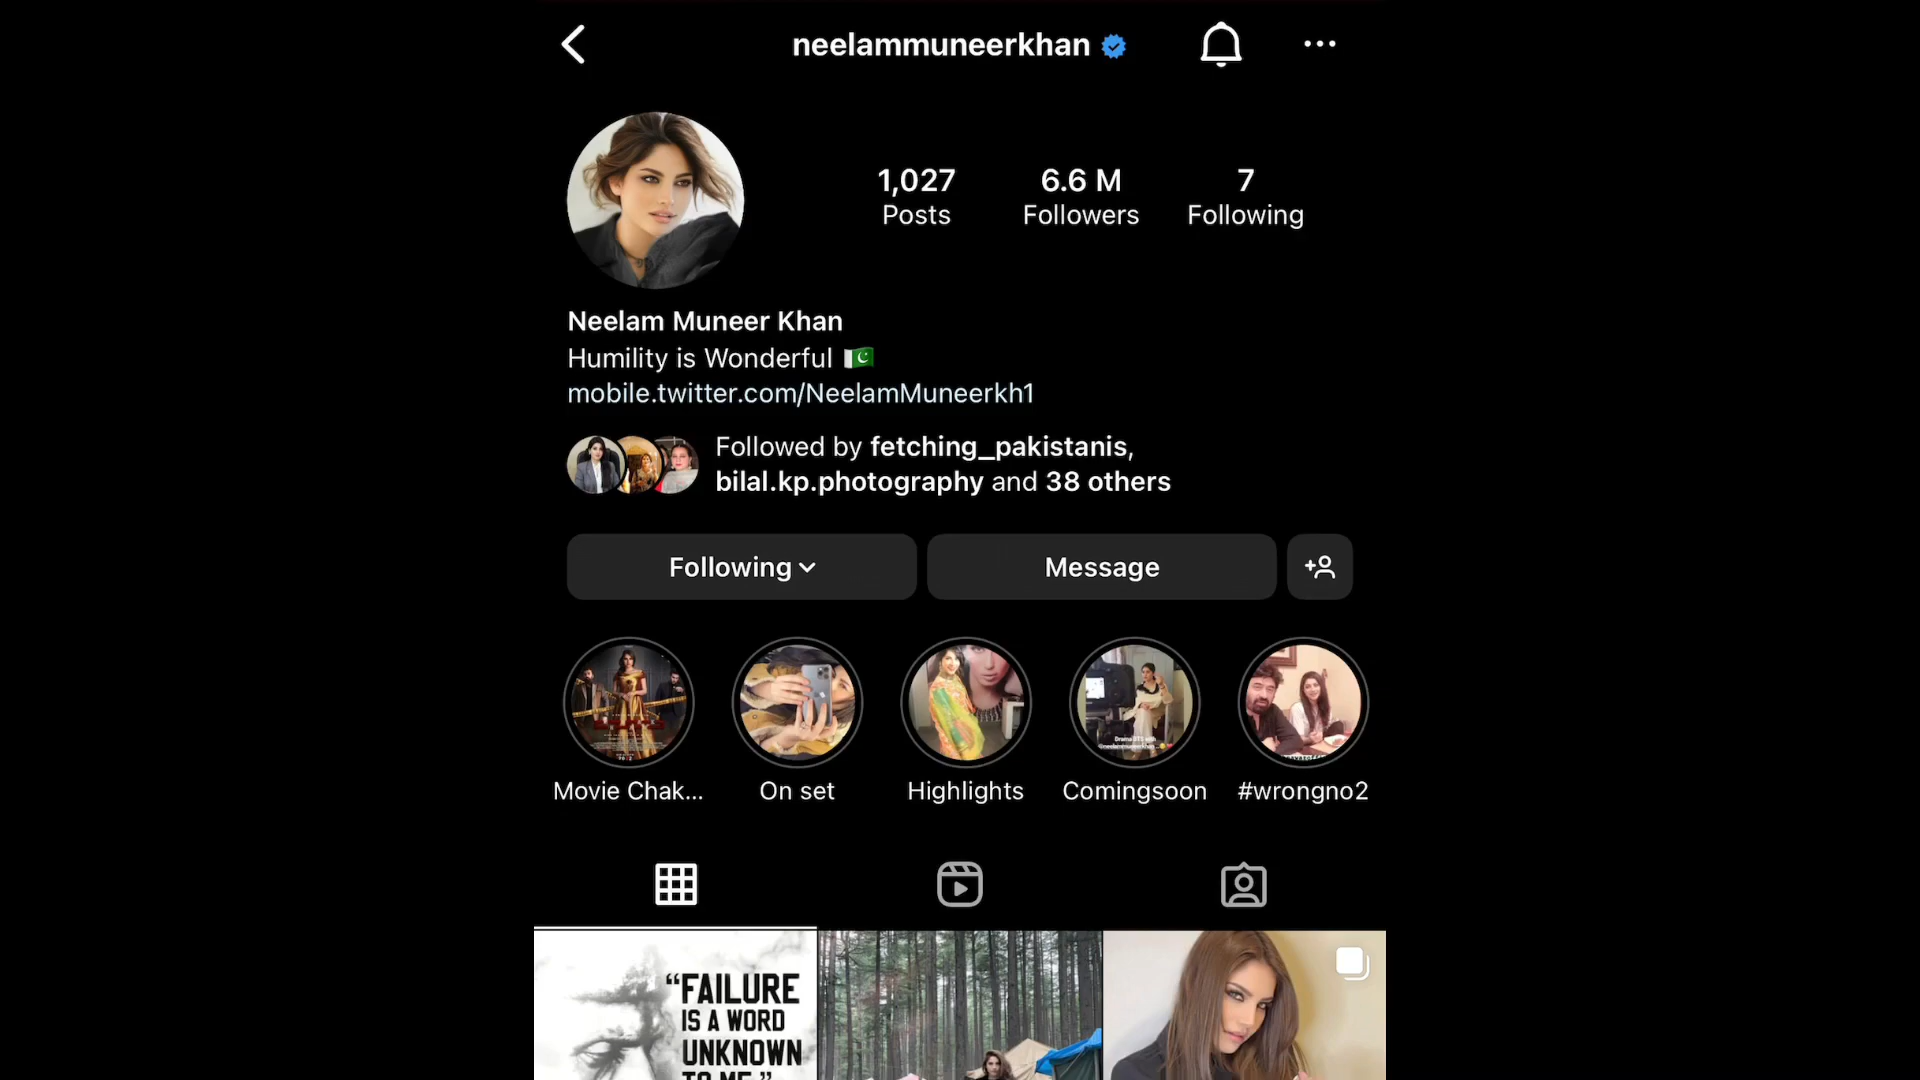 neelammuneerkhan
1,027
Posts
6.6 M
Followers
7
Following
Neelam Muneer Khan
Humility is Wonderful 🇵🇰
mobile.twitter.com/NeelamMuneerkh1
Followed by fetching_pakistanis,
bilal.kp.photography and 38 others
Following
Message
Movie Chak...
On set
Highlights
Comingsoon
#wrongno2
“FAILURE
IS A WORD
UNKNOWN
TO ME.”